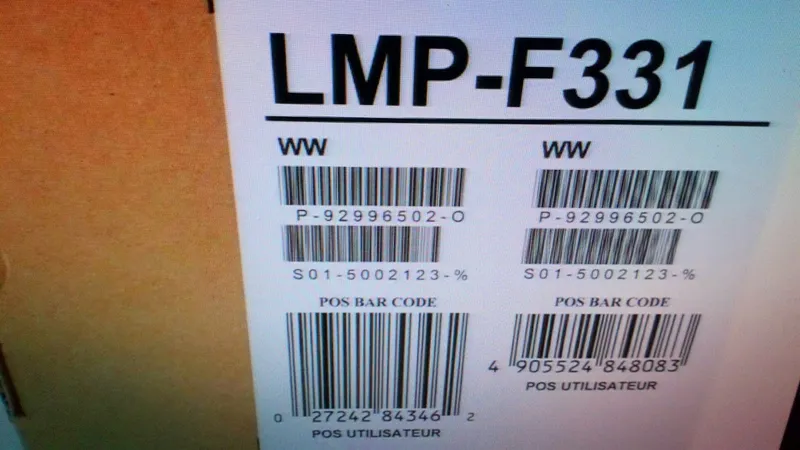 LMP-F331
WW
P-92996502-O
S01-5002123-%
POS BAR CODE
0 27242 84346 2
POS UTILISATEUR
WW
P-92996502-O
S01-5002123-%
POS BAR CODE
4 905524 848083
POS UTILISATEUR